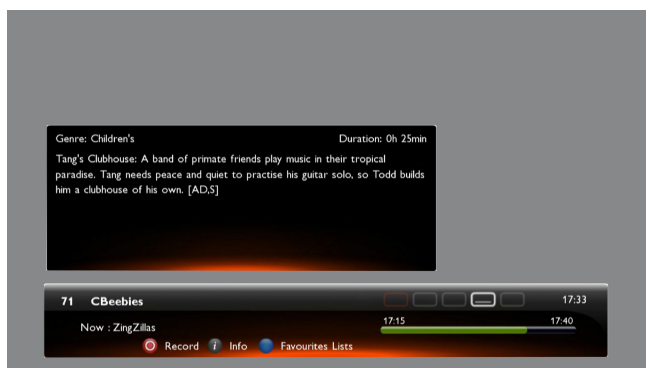 Genre: Children's Duration: 0h 25min
Tang's Clubhouse: A band of primate friends play music in their tropical
paradise. Tang needs peace and quiet to practise his guitar solo, so Todd builds
him a clubhouse of his own. [AD,S]
71 CBeebies 17:33
Now : ZingZillas 17:15 17:40
Record i Info Favourites Lists